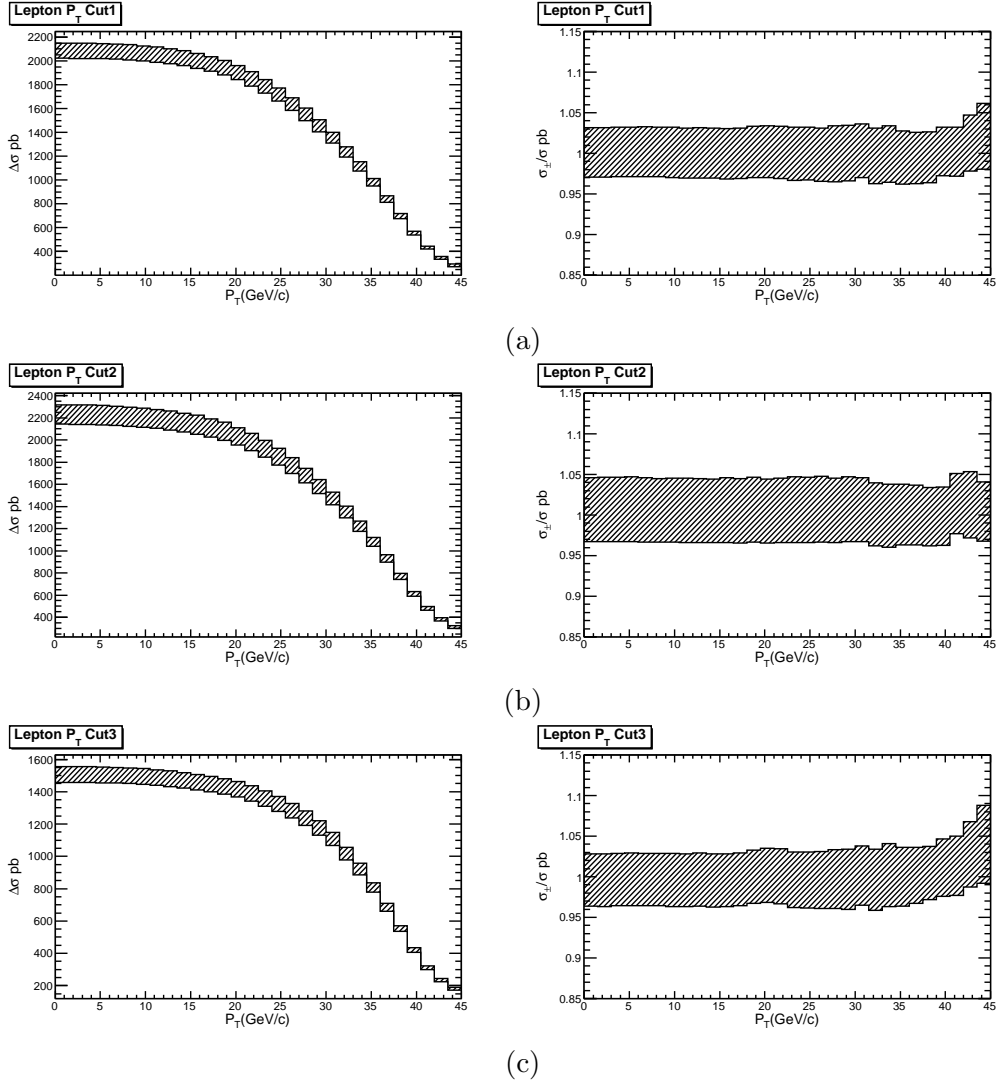 Lepton P_T Cut1
Lepton P_T Cut1
2200
2000
1800
1600
1400
1200
1000
800
600
400
Δσ pb
0 5 10 15 20 25 30 35 40 45
P_T(GeV/c)
1.15
1.1
1.05
1
0.95
0.9
0.85
σ_±/σ pb
0 5 10 15 20 25 30 35 40 45
P_T(GeV/c)
(a)
Lepton P_T Cut2
Lepton P_T Cut2
2400
2200
2000
1800
1600
1400
1200
1000
800
600
400
Δσ pb
0 5 10 15 20 25 30 35 40 45
P_T(GeV/c)
1.15
1.1
1.05
1
0.95
0.9
0.85
σ_±/σ pb
0 5 10 15 20 25 30 35 40 45
P_T(GeV/c)
(b)
Lepton P_T Cut3
Lepton P_T Cut3
1600
1400
1200
1000
800
600
400
200
Δσ pb
0 5 10 15 20 25 30 35 40 45
P_T(GeV/c)
1.15
1.1
1.05
1
0.95
0.9
0.85
σ_±/σ pb
0 5 10 15 20 25 30 35 40 45
P_T(GeV/c)
(c)